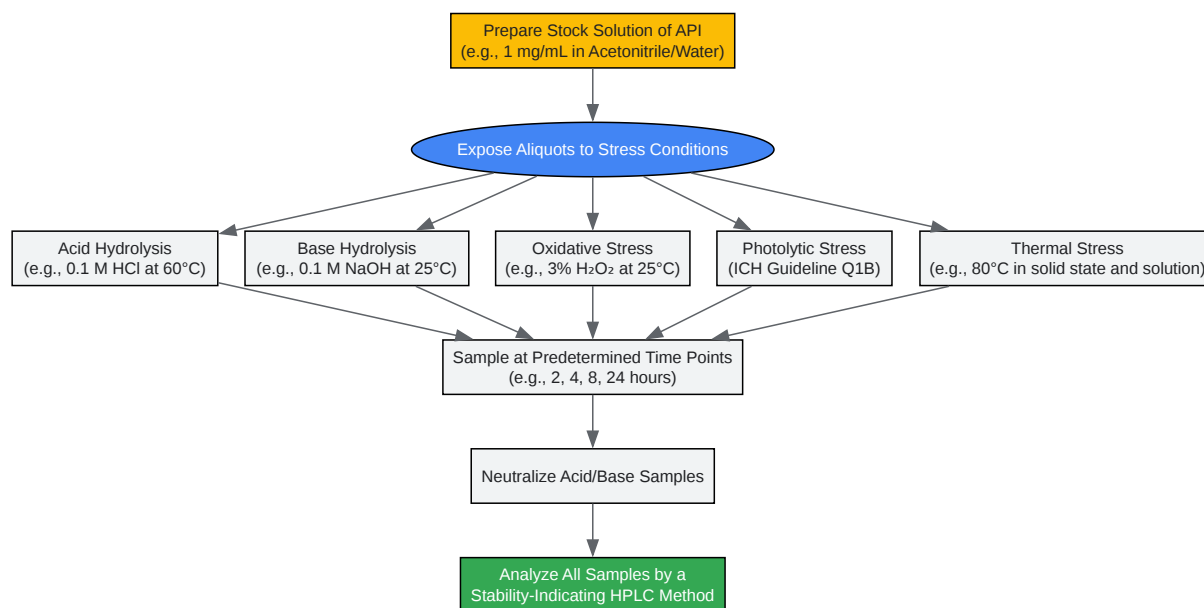 Prepare Stock Solution of API
(e.g., 1 mg/mL in Acetonitrile/Water)
Expose Aliquots to Stress Conditions
Acid Hydrolysis
(e.g., 0.1 M HCl at 60°C)
Base Hydrolysis
(e.g., 0.1 M NaOH at 25°C)
Oxidative Stress
(e.g., 3% H₂O₂ at 25°C)
Photolytic Stress
(ICH Guideline Q1B)
Thermal Stress
(e.g., 80°C in solid state and solution)
Sample at Predetermined Time Points
(e.g., 2, 4, 8, 24 hours)
Neutralize Acid/Base Samples
Analyze All Samples by a
Stability-Indicating HPLC Method